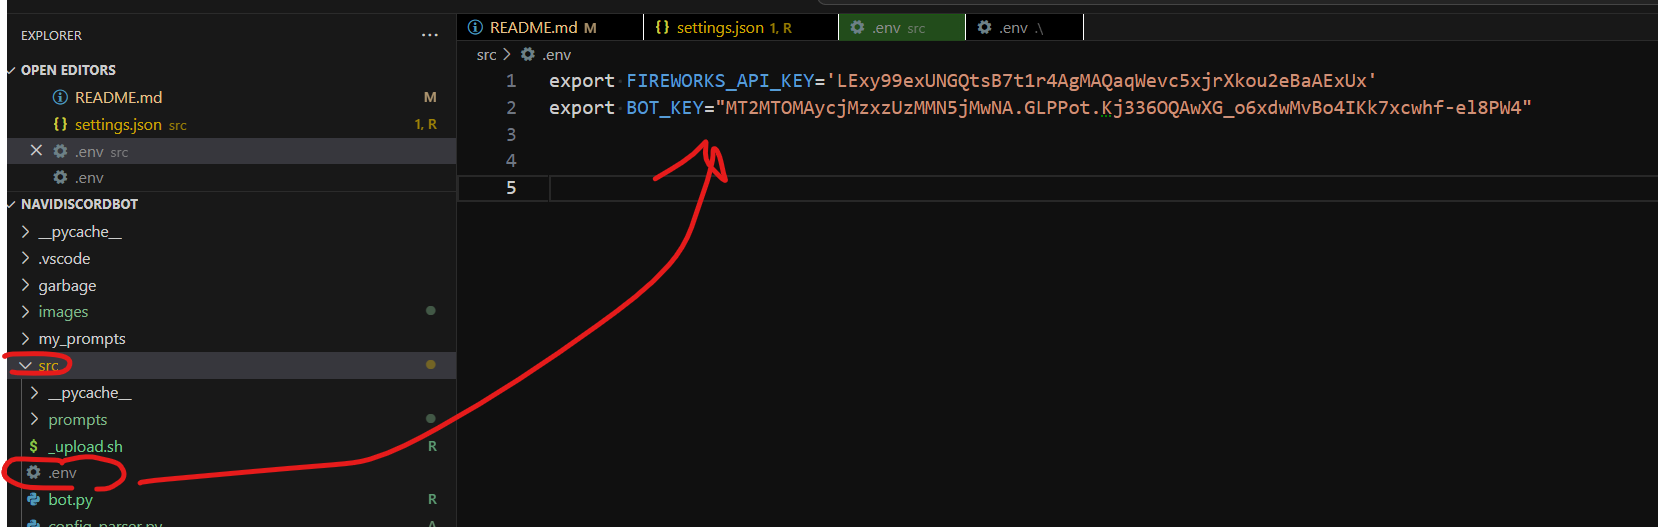 EXPLORER ...
README.md M
settings.json 1, R
.env src
.env .\
OPEN EDITORS
README.md M
settings.json src 1, R
.env src
.env
NAVIDISCORDBOT
__pycache__
.vscode
garbage
images
my_prompts
src
__pycache__
prompts
_upload.sh R
.env
bot.py R
config_parser.py A
src > .env
1 export FIREWORKS_API_KEY='LExy99exUNGQtsB7t1r4AgMAQaqWevc5xjrXkou2eBaAExUx'
2 export BOT_KEY="MT2MTOMAycjMzxzUzMMN5jMwNA.GLPPot.Kj336OQAwXG_o6xdwMvBo4IKk7xcwhf-el8PW4"
3
4
5